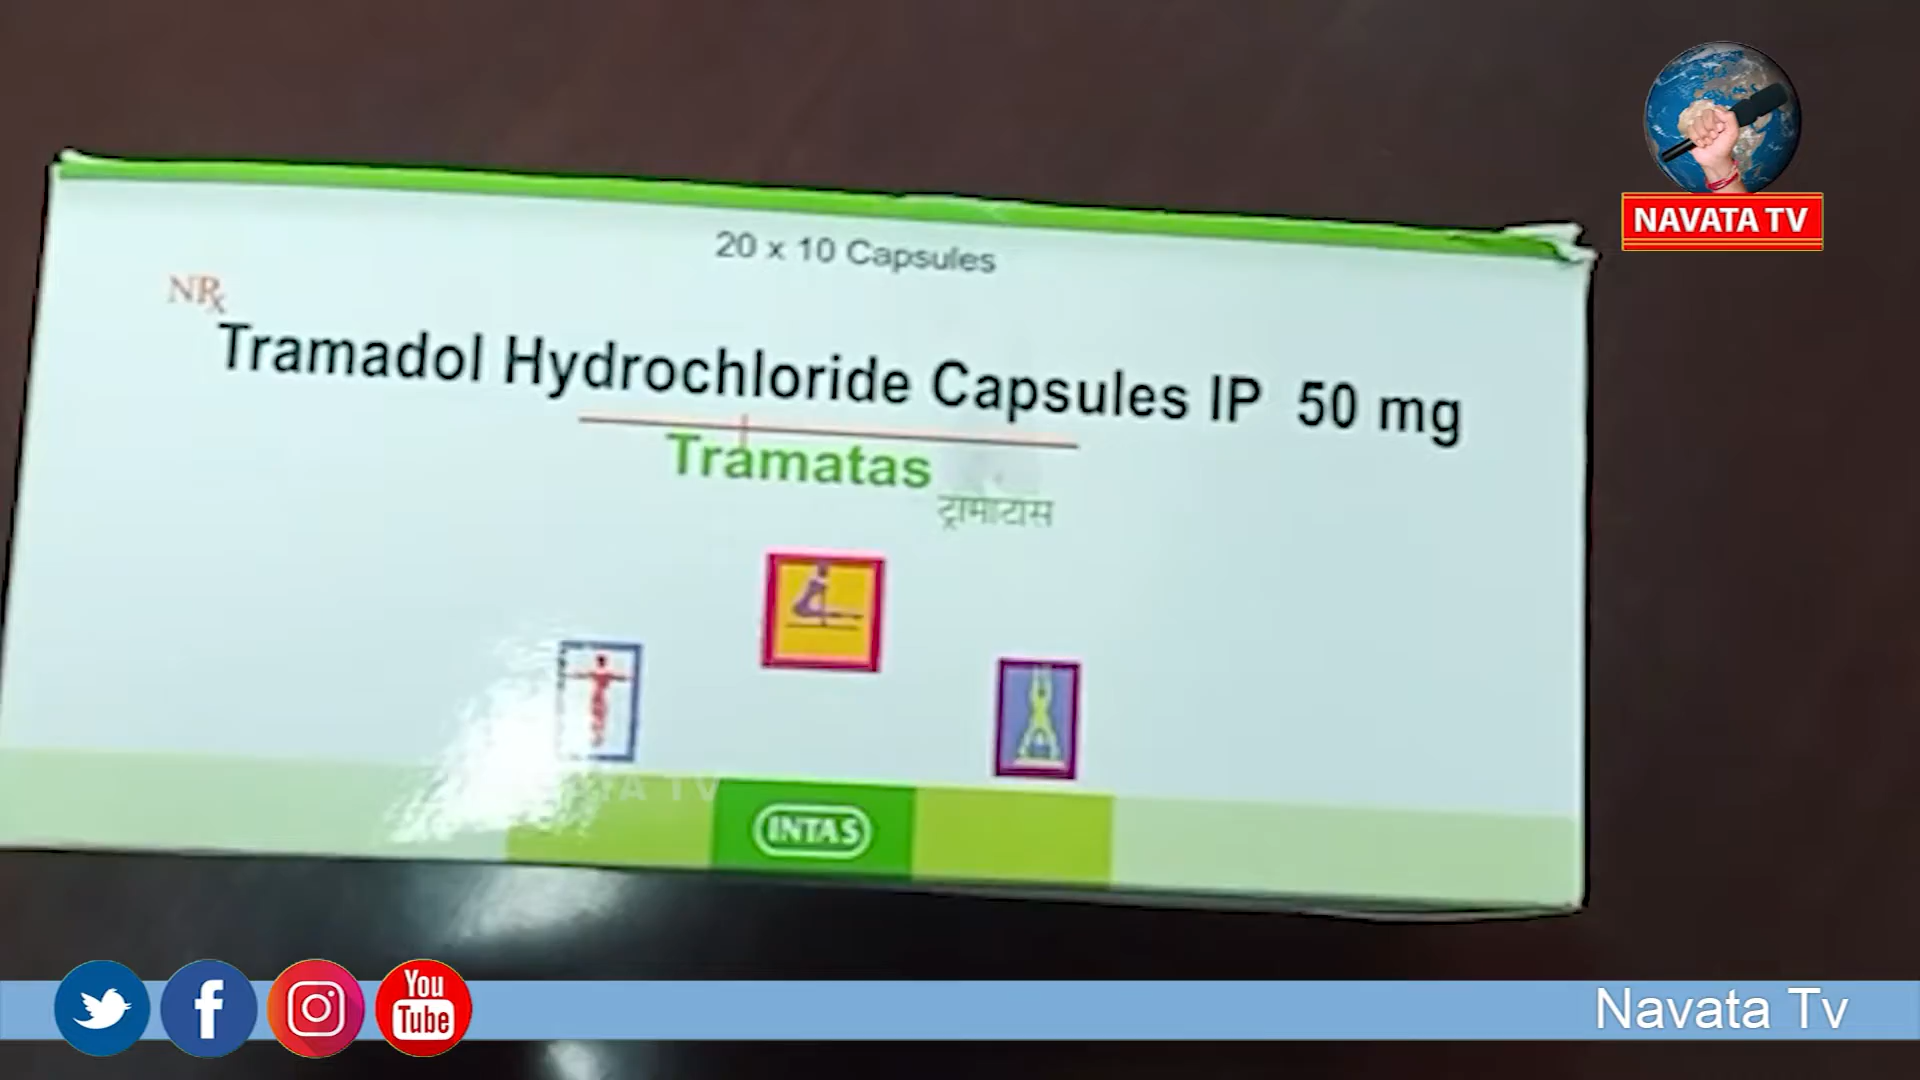 NAVATA TV
20 x 10 Capsules
NRx
Tramadol Hydrochloride Capsules IP 50 mg
Tramatas
ट्रामाटास
INTAS
You
Tube
Navata Tv